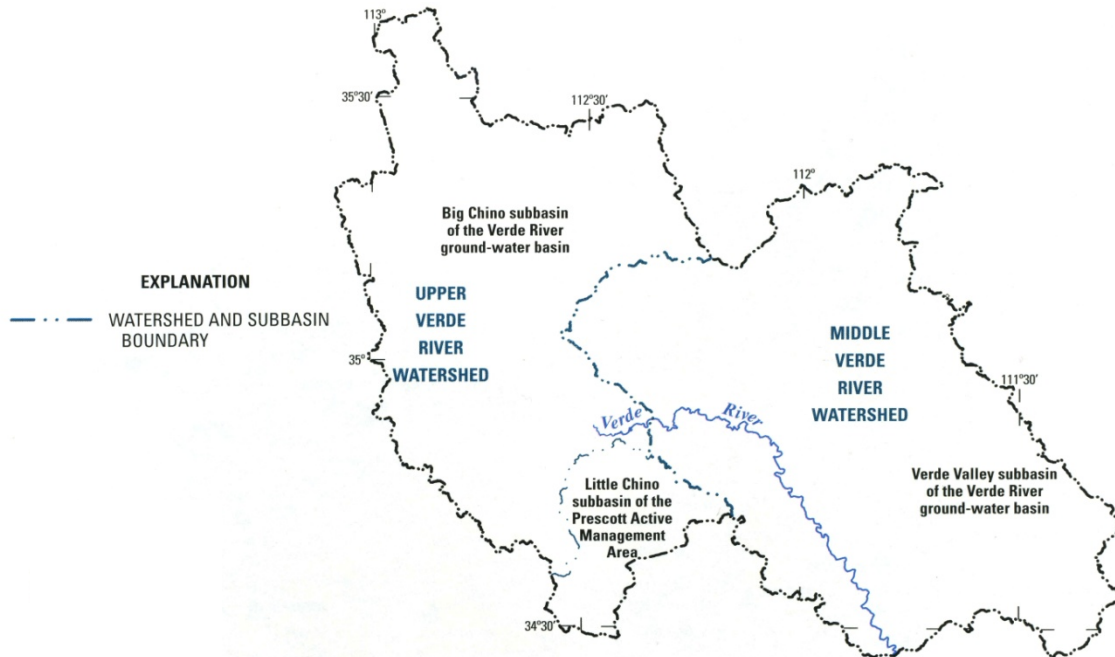 113°
35°30'
112°30'
112°
Big Chino subbasin
of the Verde River
ground-water basin
EXPLANATION
WATERSHED AND SUBBASIN
BOUNDARY
UPPER
VERDE
RIVER
WATERSHED
MIDDLE
VERDE
RIVER
WATERSHED
35°
111°30'
Verde River
Verde Valley subbasin
of the Verde River
ground-water basin
Little Chino
subbasin of the
Prescott Active
Management
Area
34°30'